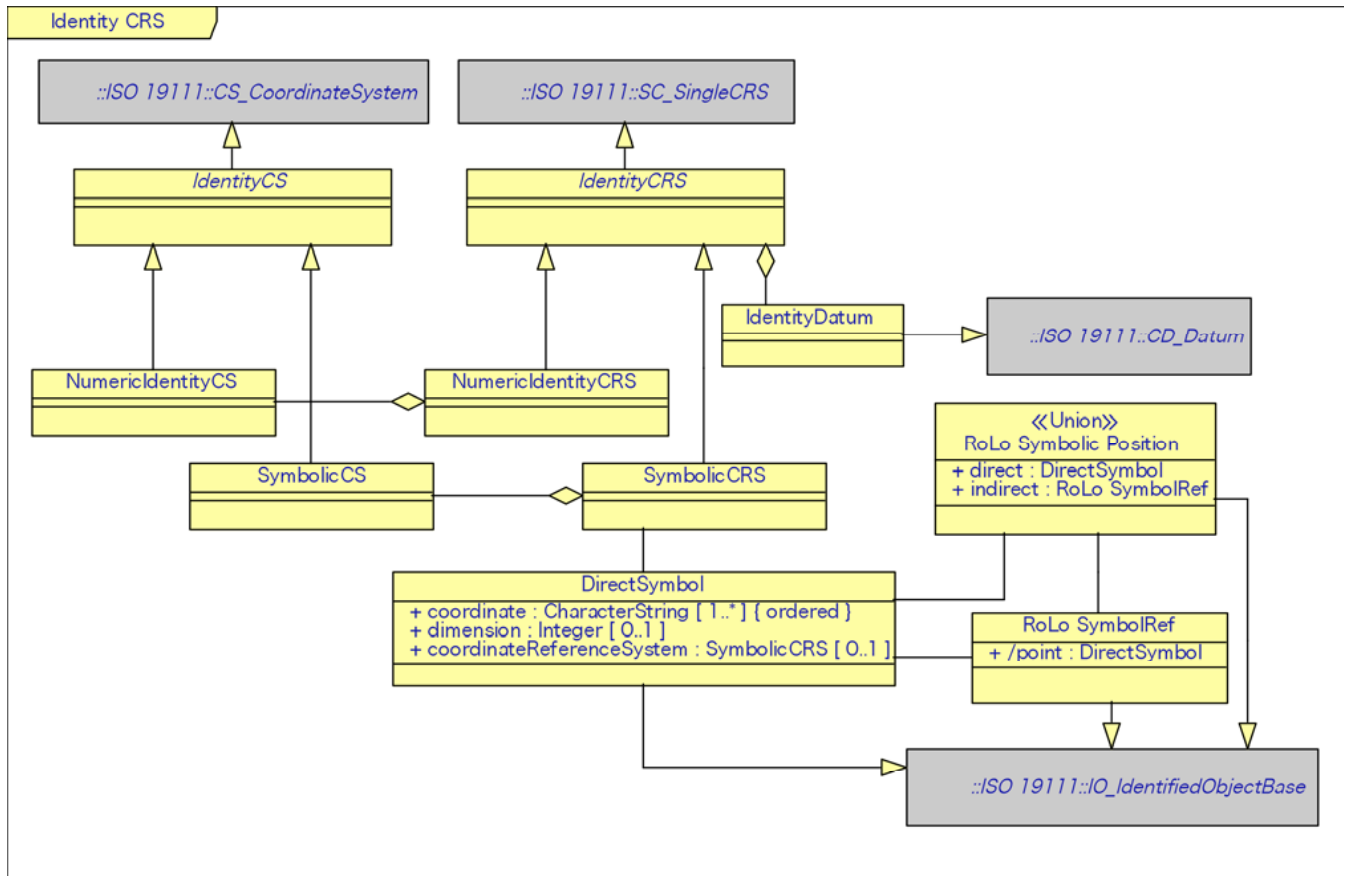 Identity CRS
::ISO 19111::CS_CoordinateSystem
::ISO 19111::SC_SingleCRS
IdentityCS
IdentityCRS
IdentityDatum
::ISO 19111::CD_Datum
NumericIdentityCS
NumericIdentityCRS
«Union»
RoLo Symbolic Position
+ direct : DirectSymbol
+ indirect : RoLo SymbolRef
SymbolicCS
SymbolicCRS
DirectSymbol
+ coordinate : CharacterString [ 1..* ] { ordered }
+ dimension : Integer [ 0..1 ]
+ coordinateReferenceSystem : SymbolicCRS [ 0..1 ]
RoLo SymbolRef
+ /point : DirectSymbol
::ISO 19111::IO_IdentifiedObjectBase